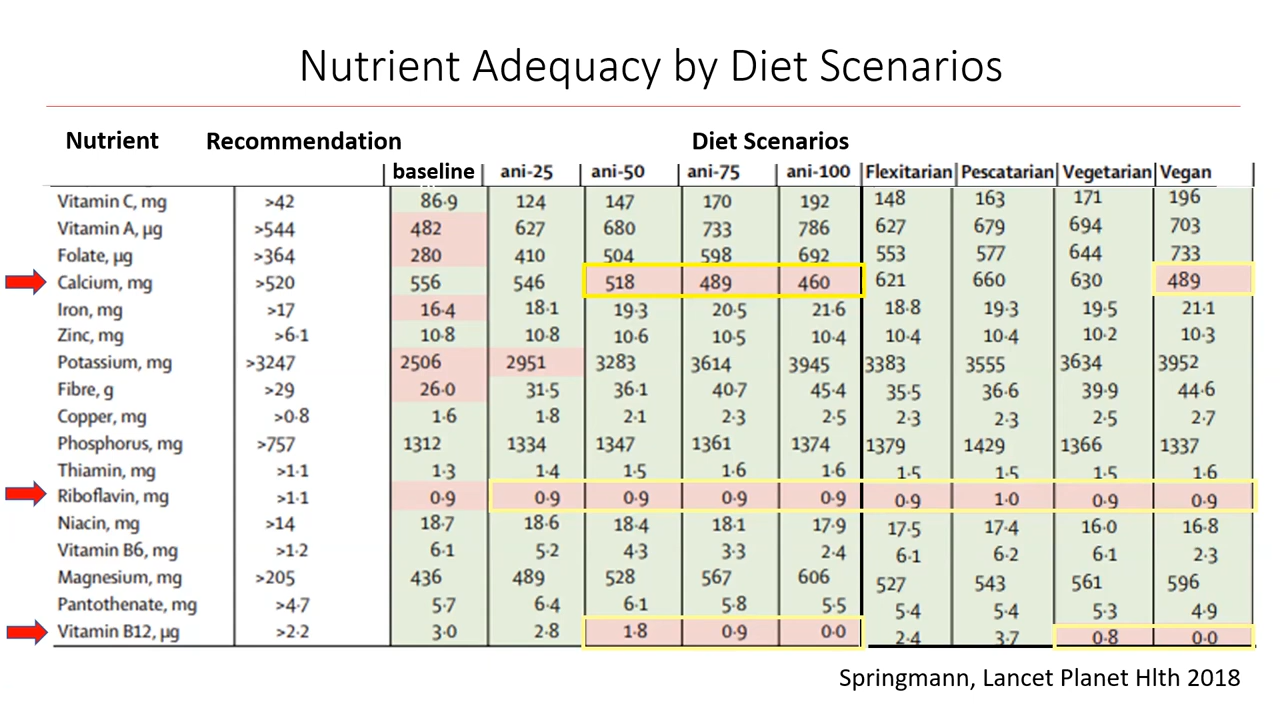 Nutrient Adequacy by Diet Scenarios
Nutrient Recommendation Diet Scenarios
baseline ani-25 ani-50 ani-75 ani-100 Flexitarian Pescatarian Vegetarian Vegan
Vitamin C, mg >42 86·9 124 147 170 192 148 163 171 196
Vitamin A, µg >544 482 627 680 733 786 627 679 694 703
Folate, µg >364 280 410 504 598 692 553 577 644 733
Calcium, mg >520 556 546 518 489 460 621 660 630 489
Iron, mg >17 16·4 18·1 19·3 20·5 21·6 18·8 19·3 19·5 21·1
Zinc, mg >6·1 10·8 10·8 10·6 10·5 10·4 10·4 10·4 10·2 10·3
Potassium, mg >3247 2506 2951 3283 3614 3945 3383 3555 3634 3952
Fibre, g >29 26·0 31·5 36·1 40·7 45·4 35·5 36·6 39·9 44·6
Copper, mg >0·8 1·6 1·8 2·1 2·3 2·5 2·3 2·3 2·5 2·7
Phosphorus, mg >757 1312 1334 1347 1361 1374 1379 1429 1366 1337
Thiamin, mg >1·1 1·3 1·4 1·5 1·6 1·6 1·5 1·5 1·5 1·6
Riboflavin, mg >1·1 0·9 0·9 0·9 0·9 0·9 0·9 1·0 0·9 0·9
Niacin, mg >14 18·7 18·6 18·4 18·1 17·9 17·5 17·4 16·0 16·8
Vitamin B6, mg >1·2 6·1 5·2 4·3 3·3 2·4 6·1 6·2 6·1 2·3
Magnesium, mg >205 436 489 528 567 606 527 543 561 596
Pantothenate, mg >4·7 5·7 6·4 6·1 5·8 5·5 5·4 5·4 5·3 4·9
Vitamin B12, µg >2·2 3·0 2·8 1·8 0·9 0·0 2·4 3·7 0·8 0·0
Springmann, Lancet Planet Hlth 2018